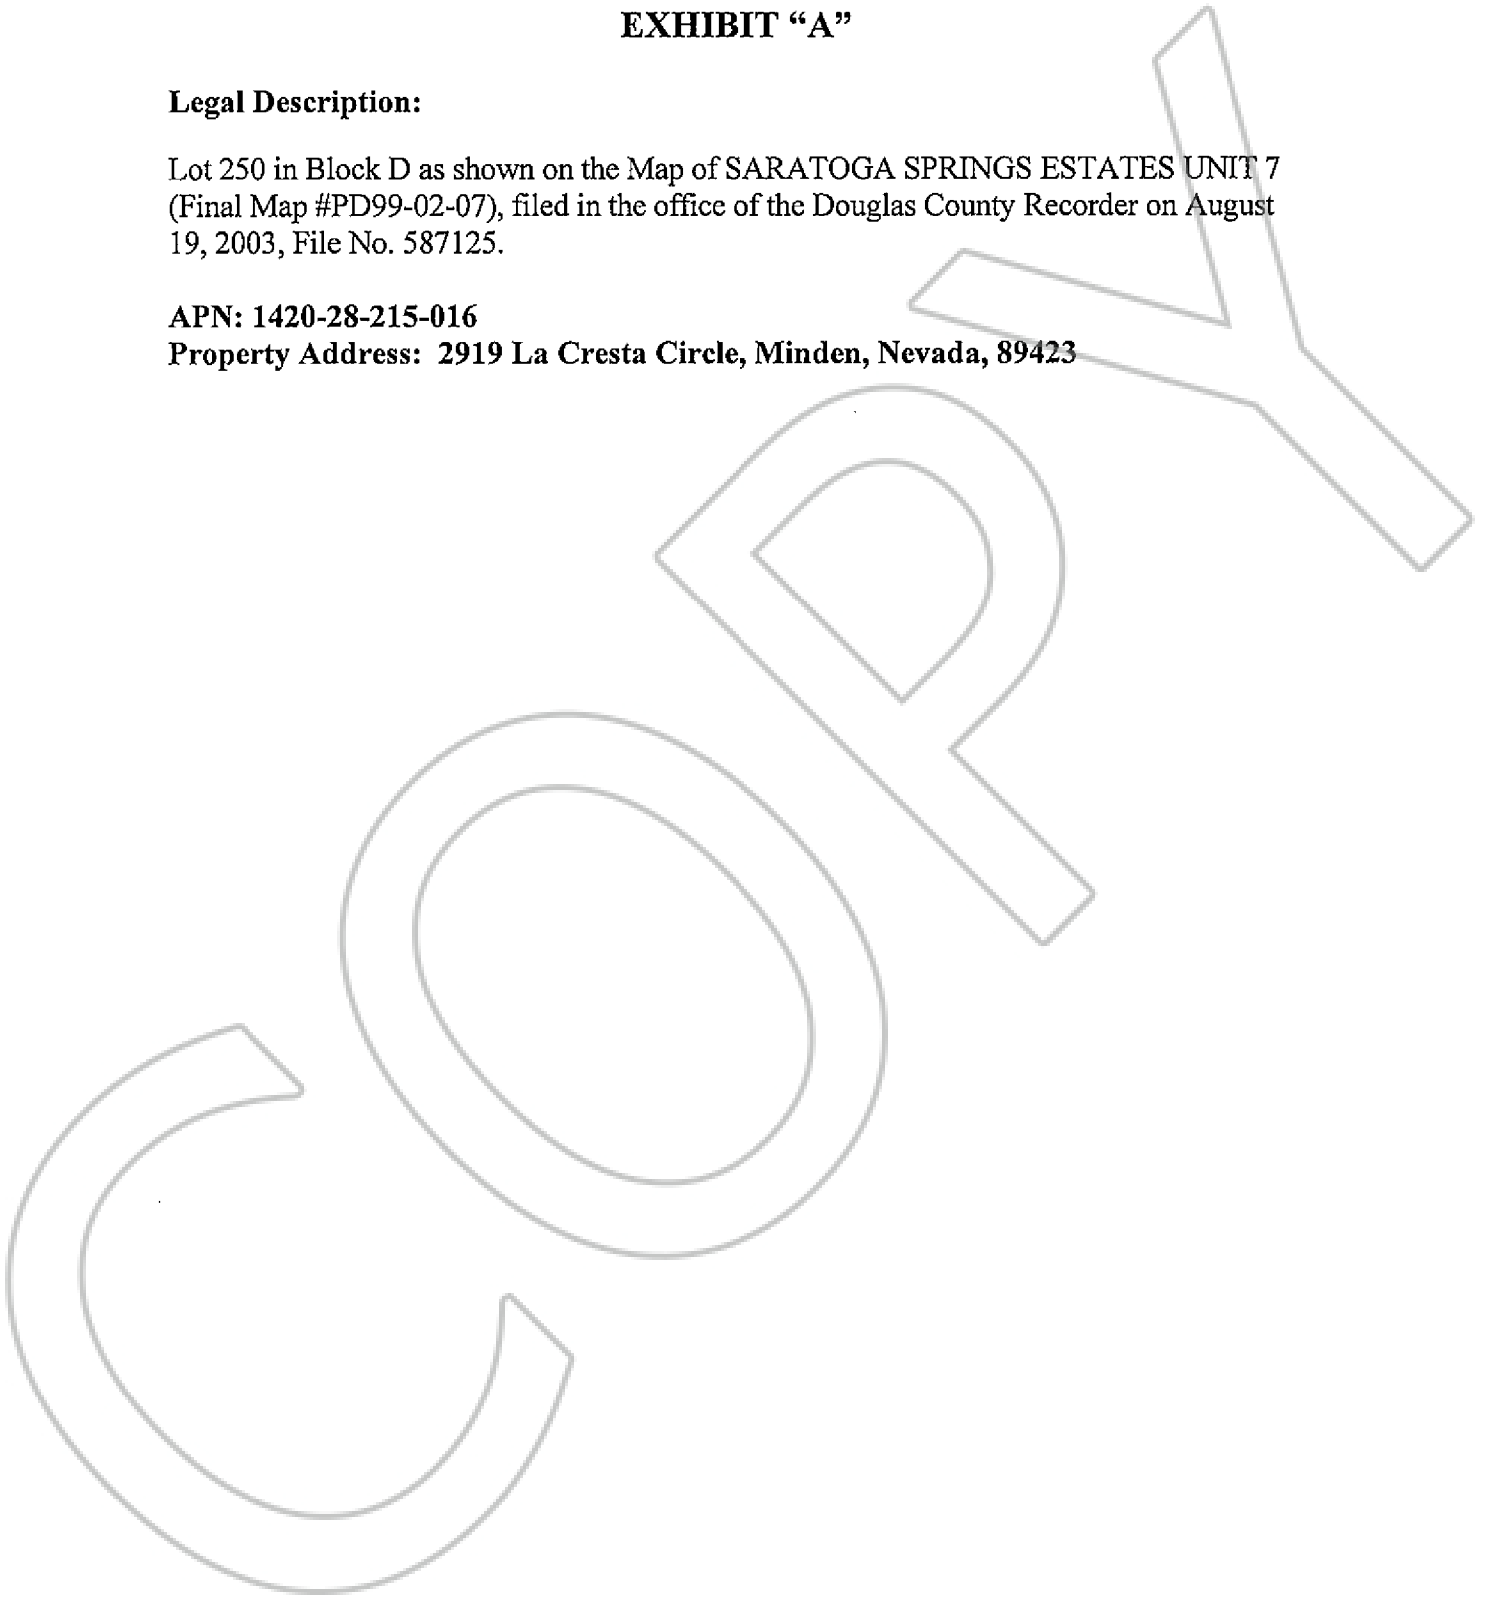 EXHIBIT “A”
Legal Description:
Lot 250 in Block D as shown on the Map of SARATOGA SPRINGS ESTATES UNIT 7
(Final Map #PD99-02-07), filed in the office of the Douglas County Recorder on August
19, 2003, File No. 587125.
APN: 1420-28-215-016
Property Address: 2919 La Cresta Circle, Minden, Nevada, 89423
COPY